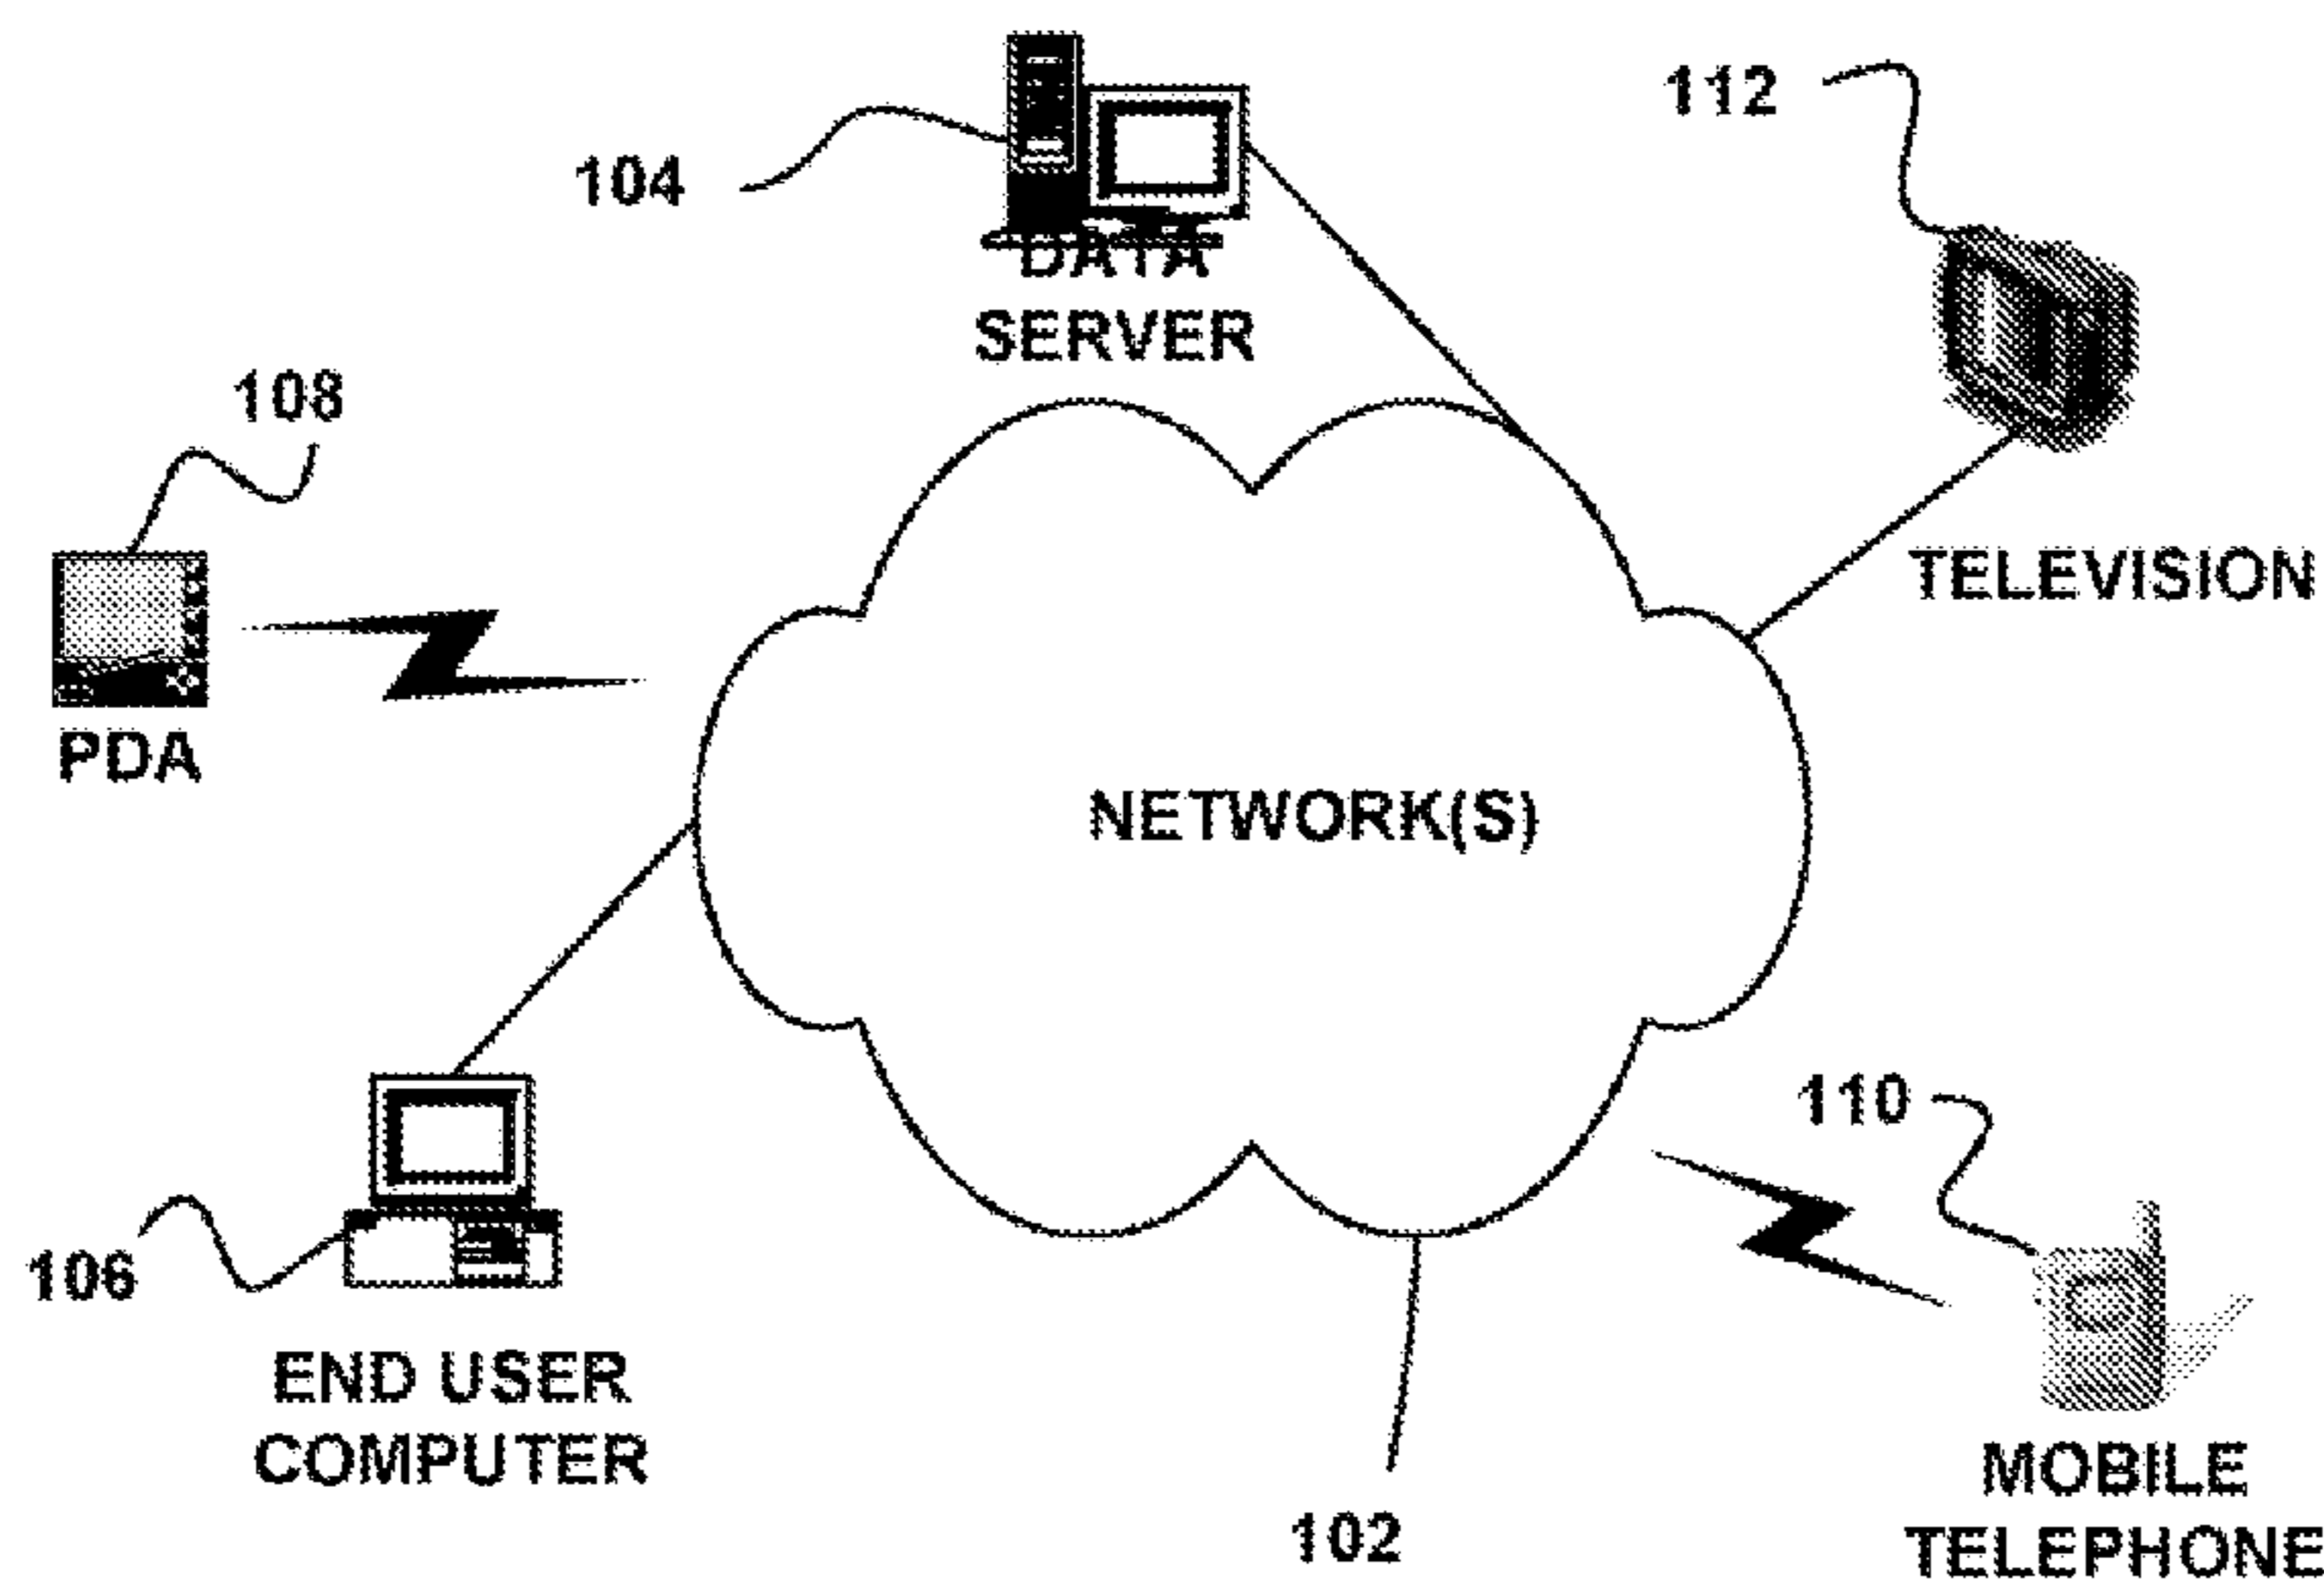 112
104
DATA
SERVER
108
TELEVISION
PDA
NETWORK(S)
110
106
END USER
COMPUTER
MOBILE
TELEPHONE
102